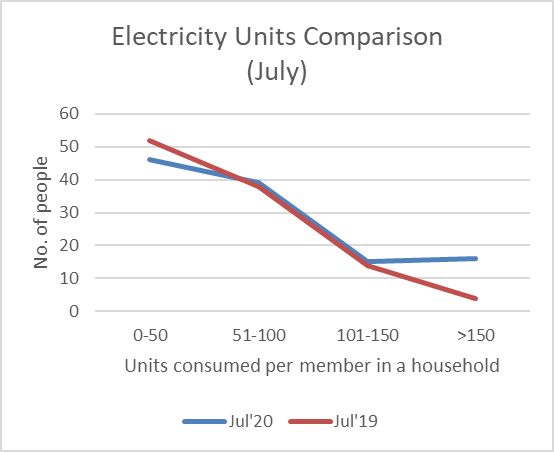 Electricity Units Comparison
(July)
60
50
40
30
20
10
0
No. of people
0-50 51-100 101-150 >150
Units consumed per member in a household
Jul'20 Jul'19